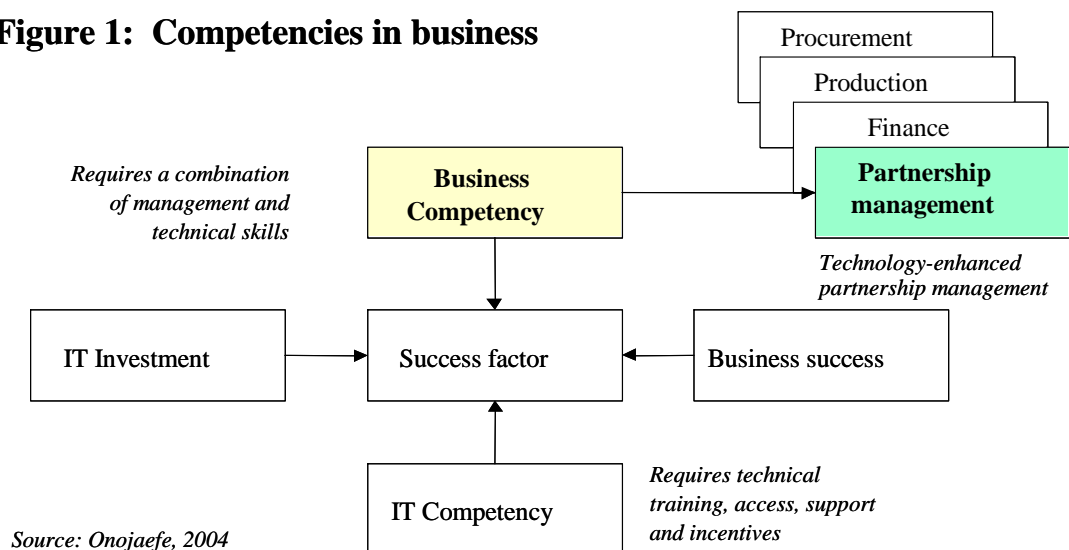 Figure 1: Competencies in business
Procurement
Production
Finance
Partnership
management
Requires a combination
of management and
technical skills
Business
Competency
Technology-enhanced
partnership management
IT Investment
Success factor
Business success
IT Competency
Requires technical
training, access, support
and incentives
Source: Onojaefe, 2004